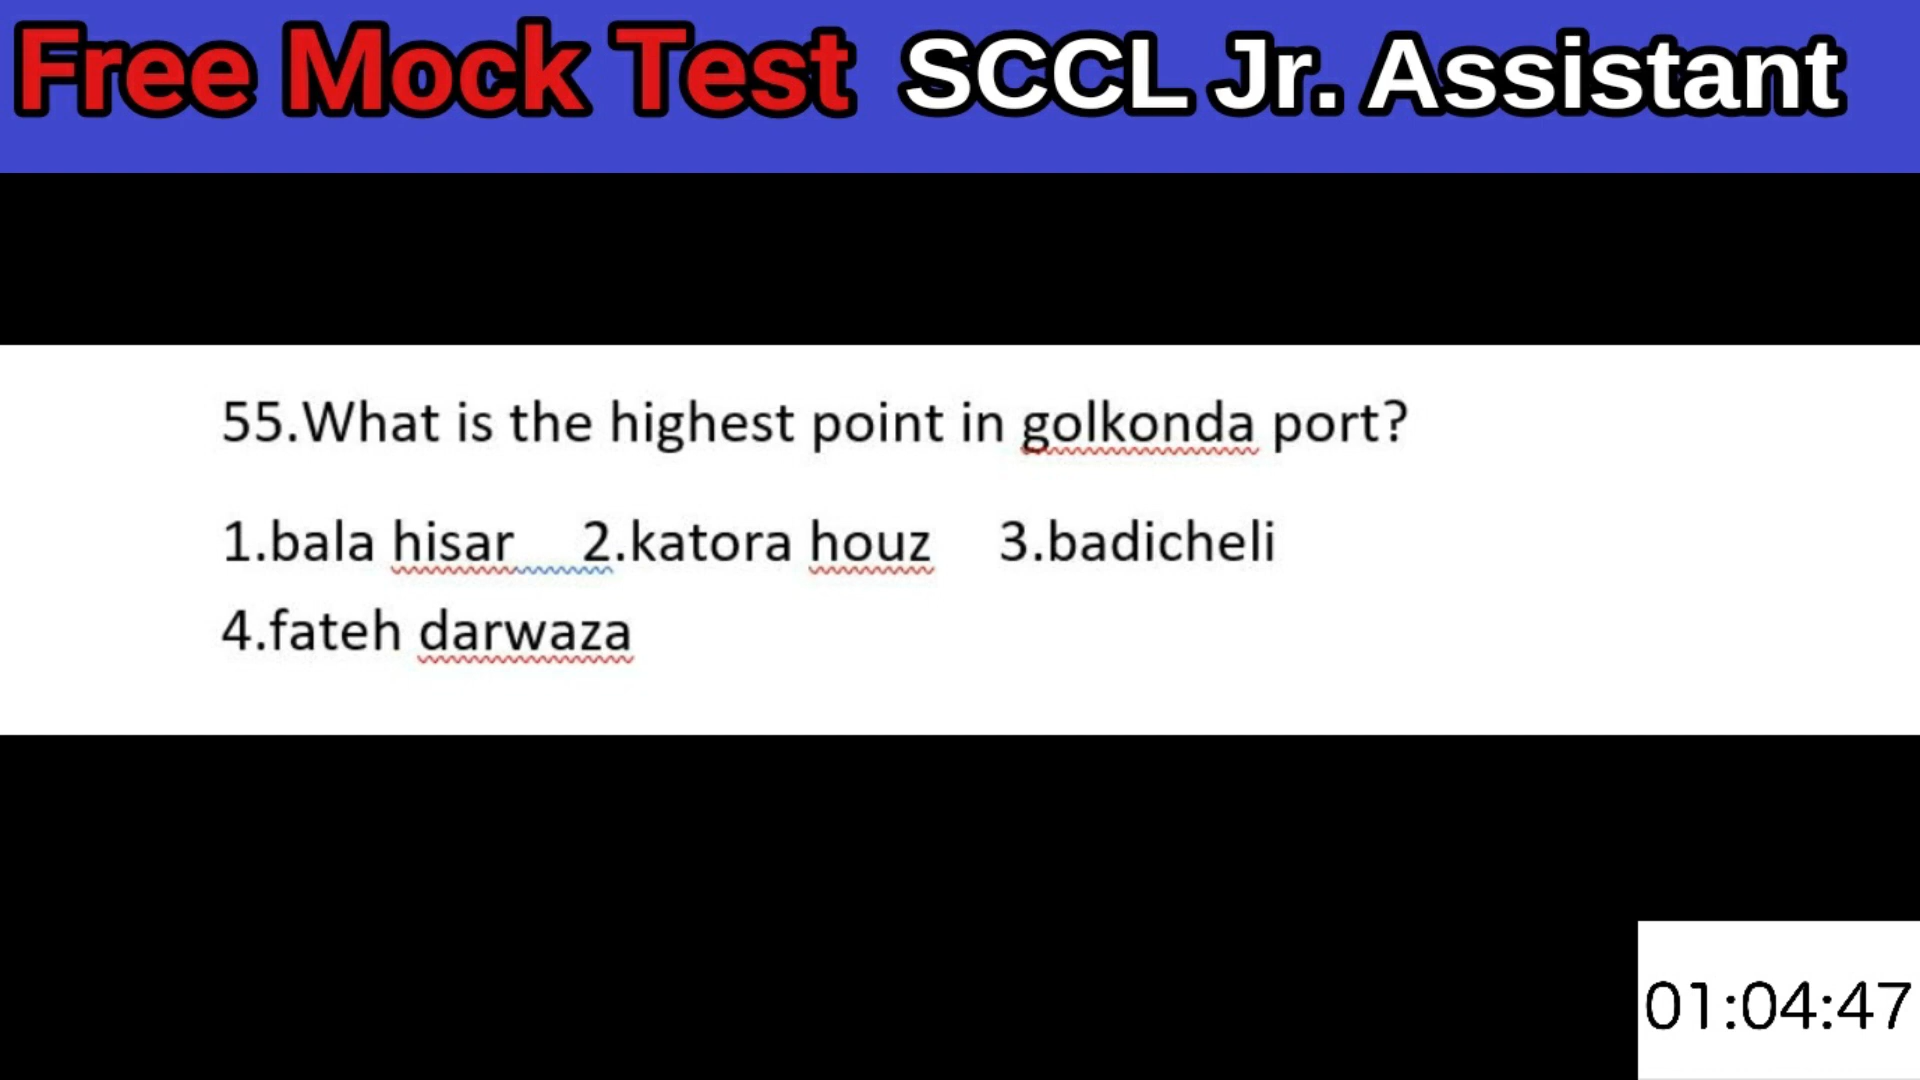 Free Mock Test SCCL Jr. Assistant
55.What is the highest point in golkonda port?
1.bala hisar 2.katora houz 3.badicheli
4.fateh darwaza
01:04:47